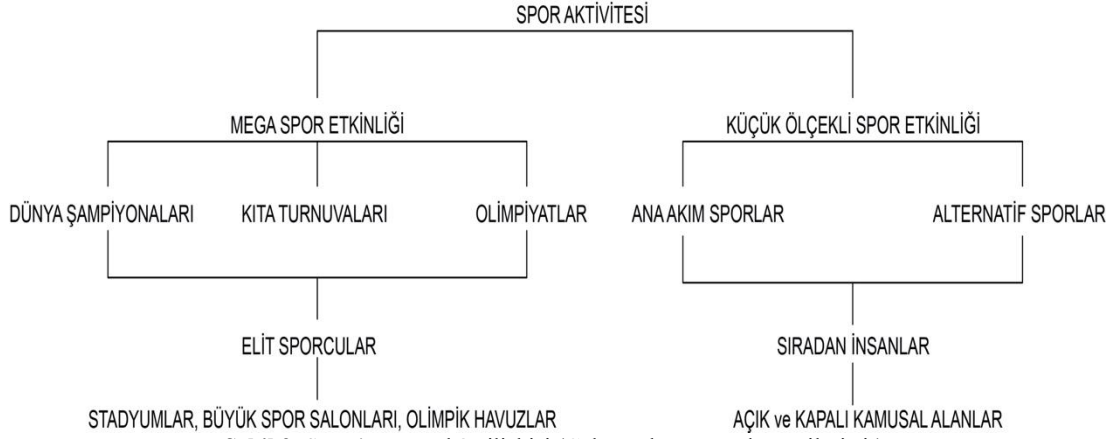 SPOR AKTİVİTESİ
MEGA SPOR ETKİNLİĞİ
KÜÇÜK ÖLÇEKLİ SPOR ETKİNLİĞİ
DÜNYA ŞAMPİYONALARI
KITA TURNUVALARI
OLİMPİYATLAR
ANA AKIM SPORLAR
ALTERNATİF SPORLAR
ELİT SPORCULAR
SIRADAN İNSANLAR
STADYUMLAR, BÜYÜK SPOR SALONLARI, OLİMPİK HAVUZLAR
AÇIK ve KAPALI KAMUSAL ALANLAR